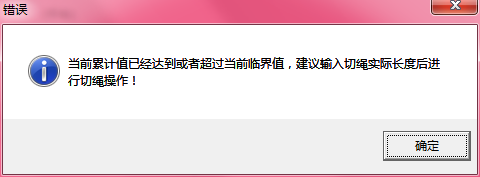 错误
当前累计值已经达到或者超过当前临界值，建议输入切绳实际长度后进
行切绳操作！
确定